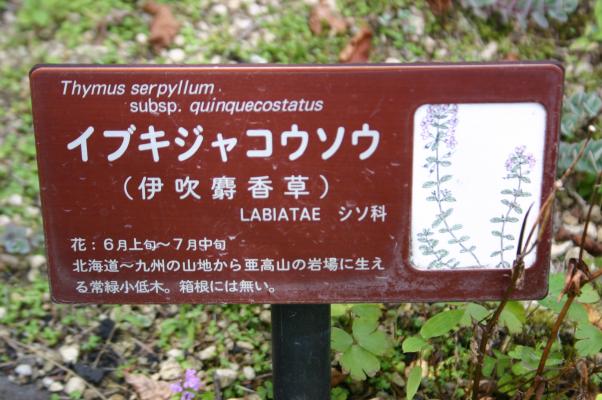 Thymus serpyllum
subsp. quinquecostatus
イブキジャコウソウ
（伊吹麝香草）
LABIATAE シソ科
花：６月上旬～７月中旬
北海道～九州の山地から亜高山の岩場に生え
る常緑小低木。箱根には無い。